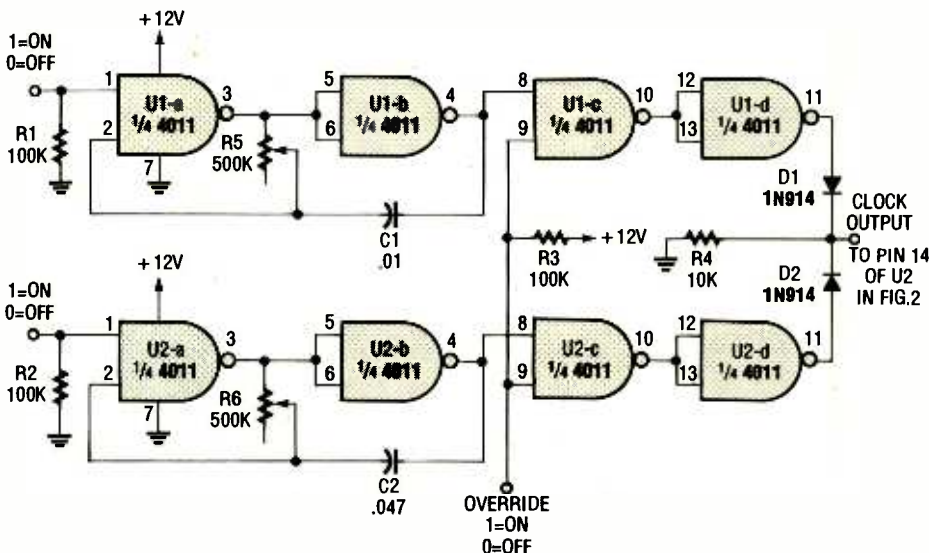 +12V
1=ON
0=OFF
1
2
3
7
U1-a
1/4 4011
R1
100K
R5
500K
5
6
4
U1-b
1/4 4011
8
9
10
U1-c
1/4 4011
12
13
11
U1-d
1/4 4011
C1
.01
D1
1N914
CLOCK
OUTPUT
TO PIN 14
OF U2
IN FIG.2
R3
100K
+12V
R4
10K
D2
1N914
+12V
1=ON
0=OFF
1
2
3
7
U2-a
1/4 4011
R2
100K
R6
500K
5
6
4
U2-b
1/4 4011
8
9
10
U2-c
1/4 4011
12
13
11
U2-d
1/4 4011
C2
.047
OVERRIDE
1=ON
0=OFF